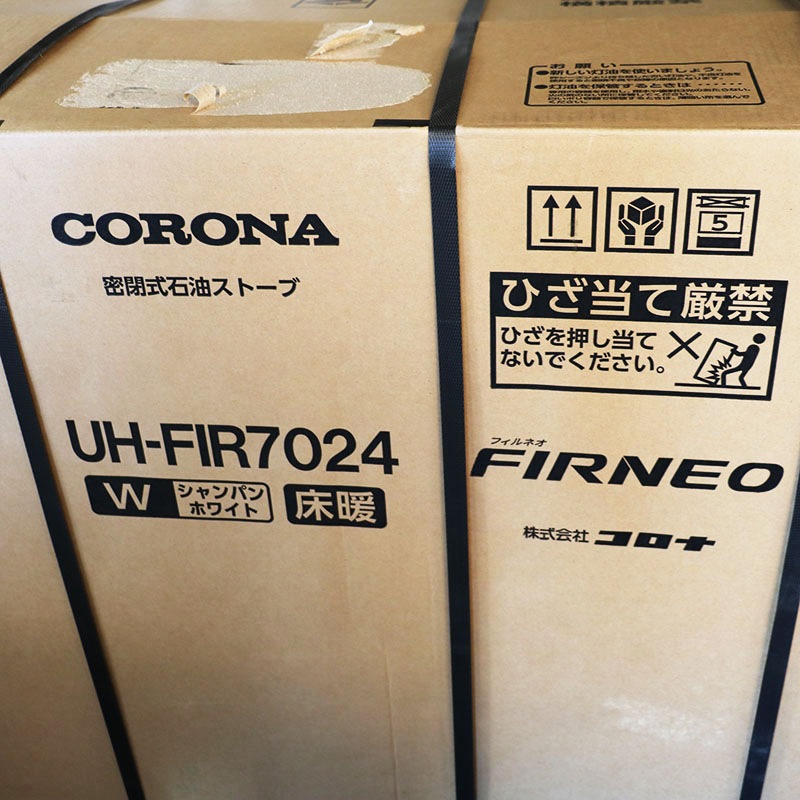 CORONA
密閉式石油ストーブ
UH-FIR7024
W シャンパン
ホワイト 床暖
お願い
●新しい灯油を使いましょう。
●灯油を保管するときは
5
ひざ当て厳禁
ひざを押し当て
ないでください。
フィルネオ
FIRNEO
株式会社 コロナ